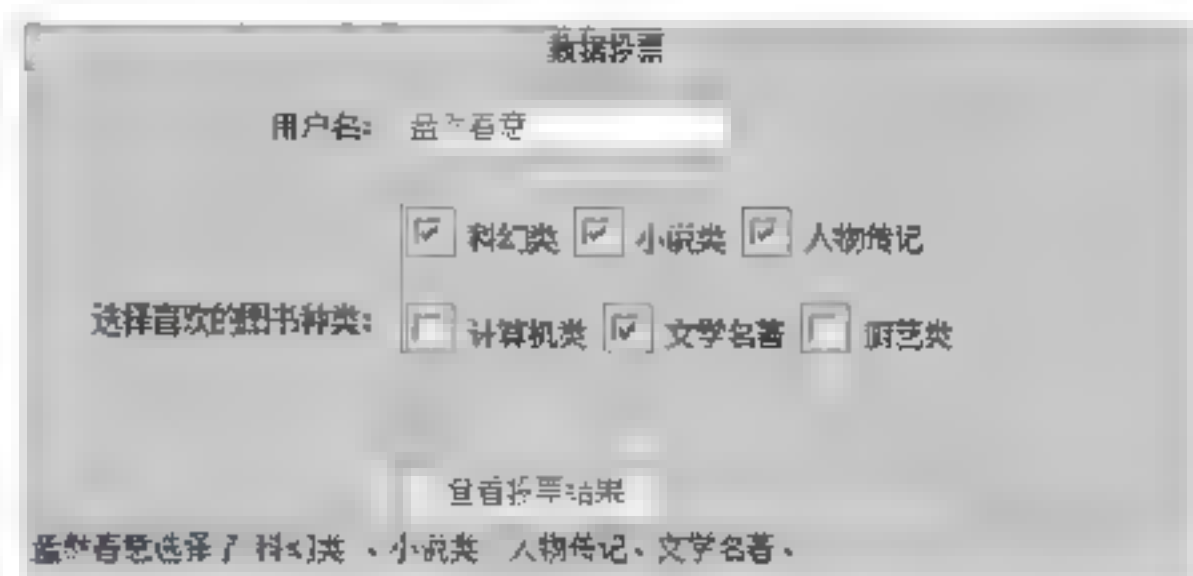 数据投票
用户名:
科幻类 小说类 人物传记
选择喜欢的图书种类:
计算机类 文学名著 厨艺类
查看投票结果
选择了 科幻类 、小说类 人物传记、文学名著、